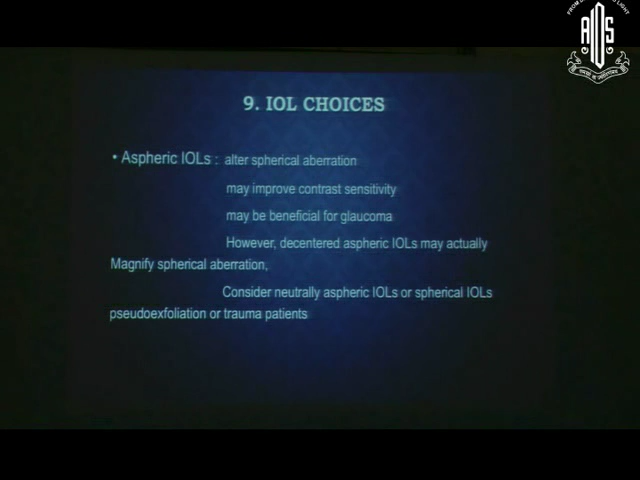 AIOS
9. IOL CHOICES
• Aspheric IOLs : alter spherical aberration
may improve contrast sensitivity
may be beneficial for glaucoma
However, decentered aspheric IOLs may actually
Magnify spherical aberration,
Consider neutrally aspheric IOLs or spherical IOLs
pseudoexfoliation or trauma patients